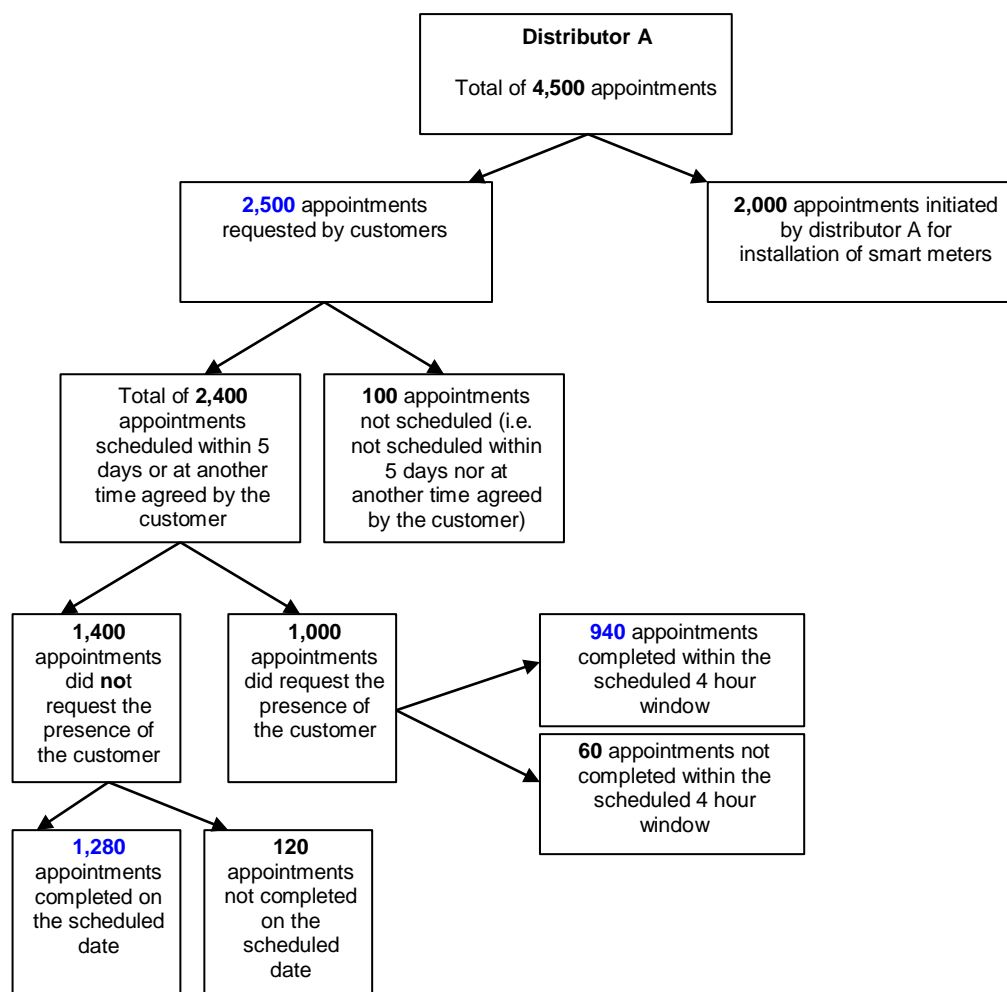 Distributor A
Total of 4,500 appointments
2,500 appointments
requested by customers
2,000 appointments initiated
by distributor A for
installation of smart meters
Total of 2,400
appointments
scheduled within 5
days or at another
time agreed by the
customer
100 appointments
not scheduled (i.e.
not scheduled within
5 days nor at
another time agreed
by the customer)
1,400
appointments
did not
request the
presence of
the customer
1,000
appointments
did request the
presence of
the customer
940 appointments
completed within the
scheduled 4 hour
window
60 appointments not
completed within the
scheduled 4 hour
window
1,280
appointments
completed on
the scheduled
date
120
appointments
not completed
on the
scheduled
date